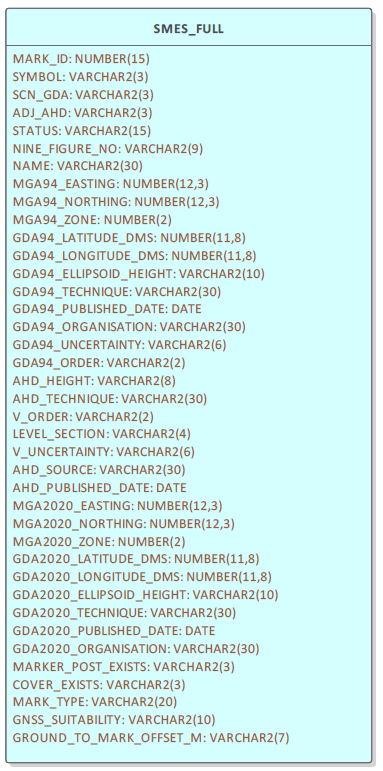 SMES_FULL
MARK_ID: NUMBER(15)
SYMBOL: VARCHAR2(3)
SCN_GDA: VARCHAR2(3)
ADJ_AHD: VARCHAR2(3)
STATUS: VARCHAR2(15)
NINE_FIGURE_NO: VARCHAR2(9)
NAME: VARCHAR2(30)
MGA94_EASTING: NUMBER(12,3)
MGA94_NORTHING: NUMBER(12,3)
MGA94_ZONE: NUMBER(2)
GDA94_LATITUDE_DMS: NUMBER(11,8)
GDA94_LONGITUDE_DMS: NUMBER(11,8)
GDA94_ELLIPSOID_HEIGHT: VARCHAR2(10)
GDA94_TECHNIQUE: VARCHAR2(30)
GDA94_PUBLISHED_DATE: DATE
GDA94_ORGANISATION: VARCHAR2(30)
GDA94_UNCERTAINTY: VARCHAR2(6)
GDA94_ORDER: VARCHAR2(2)
AHD_HEIGHT: VARCHAR2(8)
AHD_TECHNIQUE: VARCHAR2(30)
V_ORDER: VARCHAR2(2)
LEVEL_SECTION: VARCHAR2(4)
V_UNCERTAINTY: VARCHAR2(6)
AHD_SOURCE: VARCHAR2(30)
AHD_PUBLISHED_DATE: DATE
MGA2020_EASTING: NUMBER(12,3)
MGA2020_NORTHING: NUMBER(12,3)
MGA2020_ZONE: NUMBER(2)
GDA2020_LATITUDE_DMS: NUMBER(11,8)
GDA2020_LONGITUDE_DMS: NUMBER(11,8)
GDA2020_ELLIPSOID_HEIGHT: VARCHAR2(10)
GDA2020_TECHNIQUE: VARCHAR2(30)
GDA2020_PUBLISHED_DATE: DATE
GDA2020_ORGANISATION: VARCHAR2(30)
MARKER_POST_EXISTS: VARCHAR2(3)
COVER_EXISTS: VARCHAR2(3)
MARK_TYPE: VARCHAR2(20)
GNSS_SUITABILITY: VARCHAR2(10)
GROUND_TO_MARK_OFFSET_M: VARCHAR2(7)